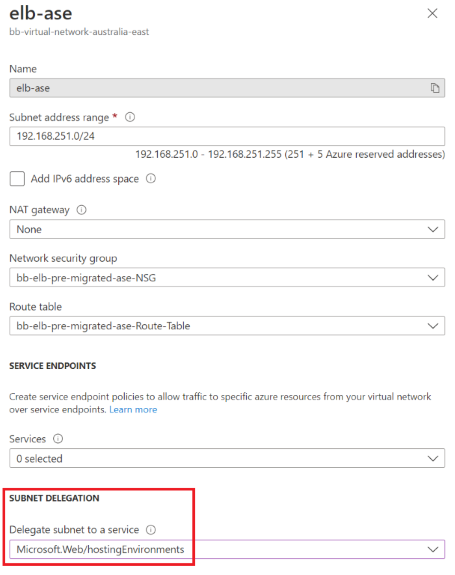 elb-ase
bb-virtual-network-australia-east
Name
elb-ase
Subnet address range *
192.168.251.0/24
192.168.251.0 - 192.168.251.255 (251 + 5 Azure reserved addresses)
Add IPv6 address space
NAT gateway
None
Network security group
bb-elb-pre-migrated-ase-NSG
Route table
bb-elb-pre-migrated-ase-Route-Table
SERVICE ENDPOINTS
Create service endpoint policies to allow traffic to specific azure resources from your virtual network
over service endpoints. Learn more
Services
0 selected
SUBNET DELEGATION
Delegate subnet to a service
Microsoft.Web/hostingEnvironments